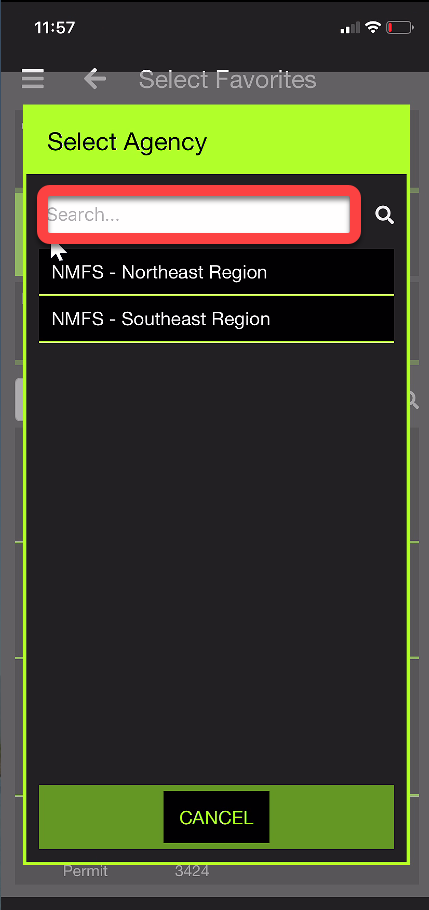 11:57
Select Favorites
Select Agency
Search...
NMFS - Northeast Region
NMFS - Southeast Region
CANCEL
Permit 3424